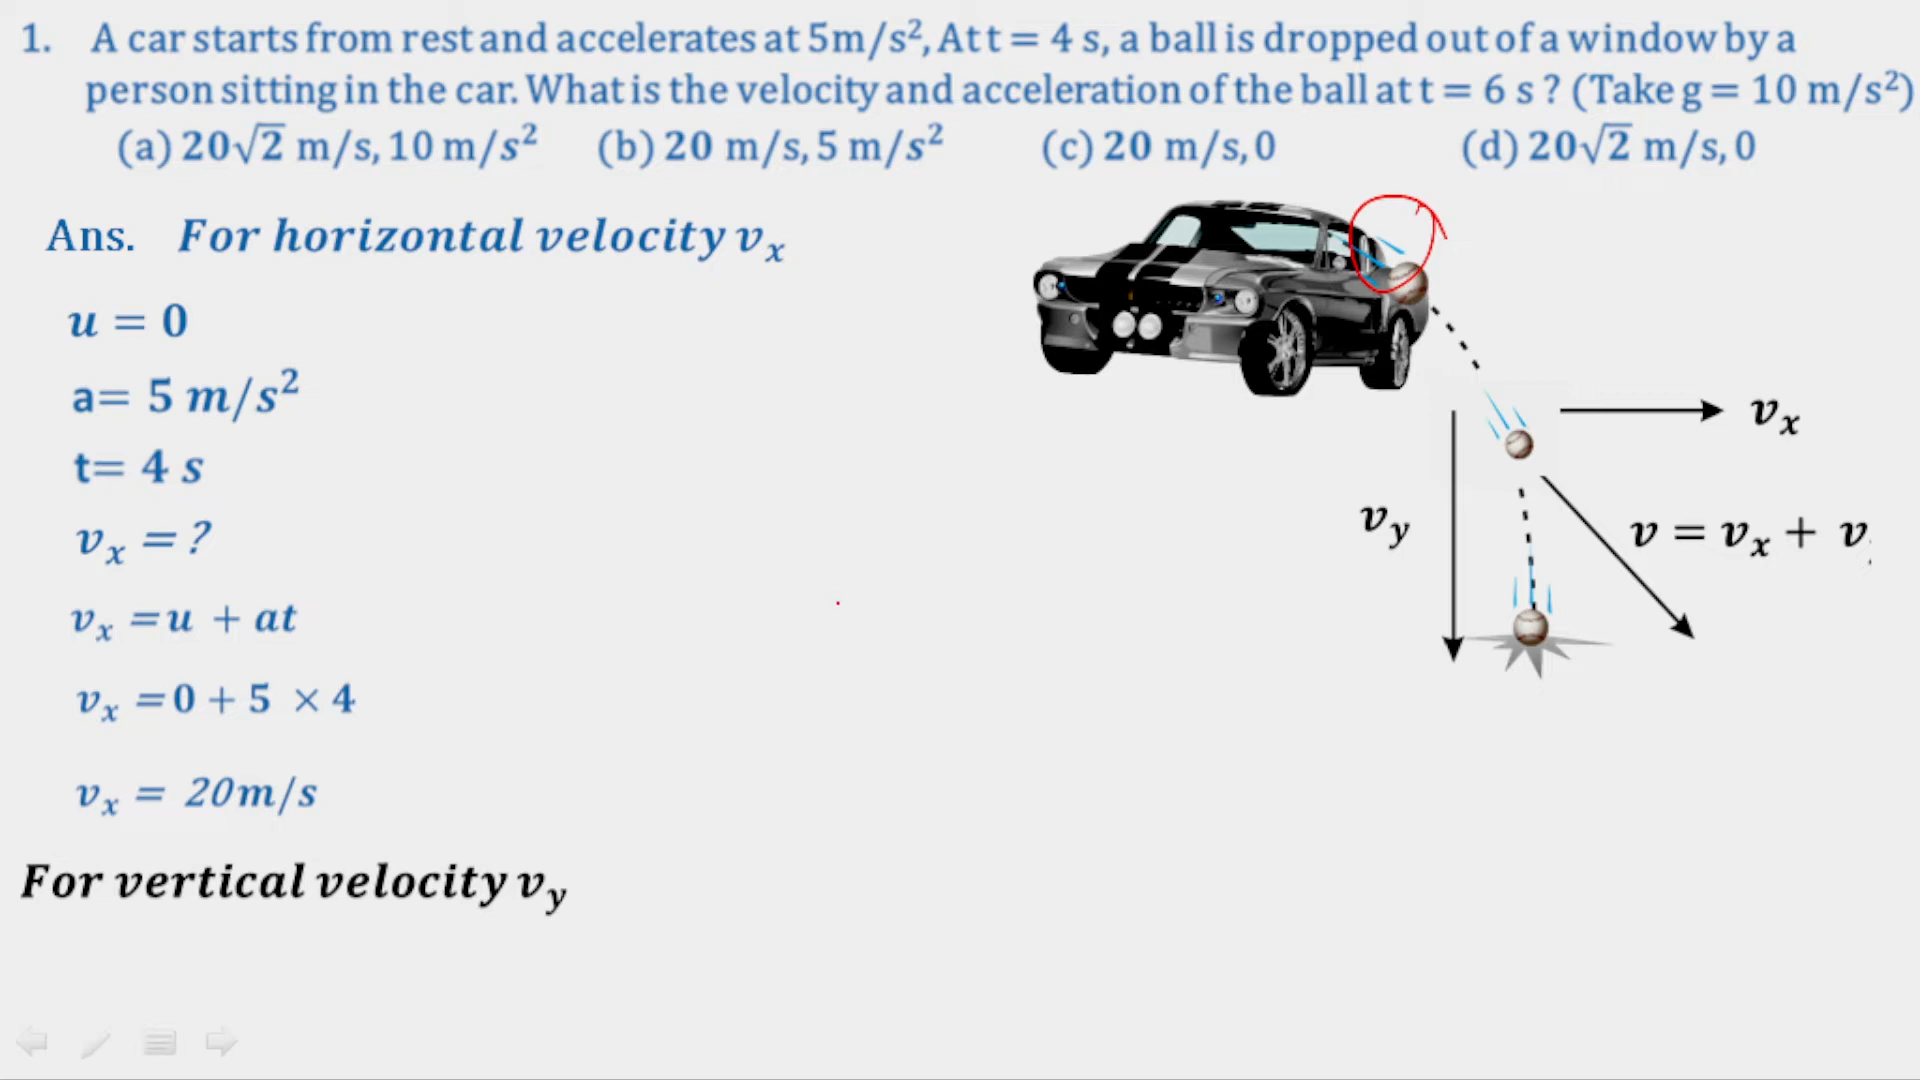 1. A car starts from rest and accelerates at 5m/s², At t = 4 s, a ball is dropped out of a window by a
person sitting in the car. What is the velocity and acceleration of the ball at t = 6 s ? (Take g = 10 m/s²)
(a) 20√2 m/s, 10 m/s² (b) 20 m/s, 5 m/s² (c) 20 m/s, 0 (d) 20√2 m/s, 0
Ans. For horizontal velocity vₓ
u = 0
a= 5 m/s²
t= 4 s
vₓ =?
vₓ =u + at
vₓ =0 + 5 × 4
vₓ = 20m/s
For vertical velocity v_y
vₓ
v_y
v = vₓ + v